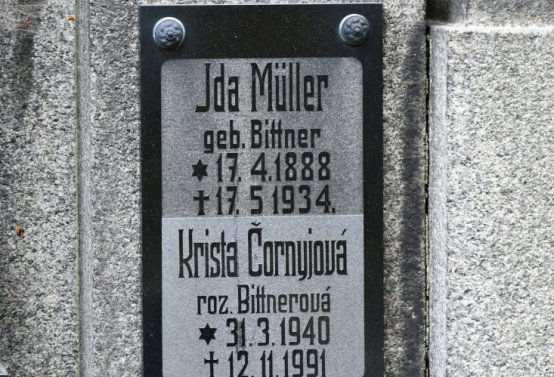 Jda Müller
geb. Bittner
✶ 17. 4. 1888
✝ 17. 5 1934.
Krista Čornyjová
roz. Bittnerová
✶ 31. 3. 1940
✝ 12. 11. 1991